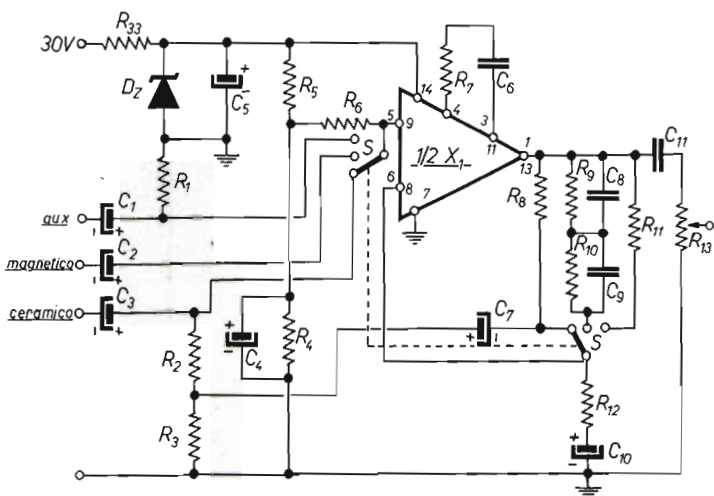 R33
30V
DZ
C5
+
-
R5
R6
R7
C6
14
4
3
11
5
9
S
1/2 X1
1
13
6
8
7
R1
C1
aux
C2
magnetico
C3
ceramico
R8
R9
C8
R10
C9
R11
C11
R13
C7
+
-
S
R2
R3
C4
+
-
R4
R12
C10
+
-